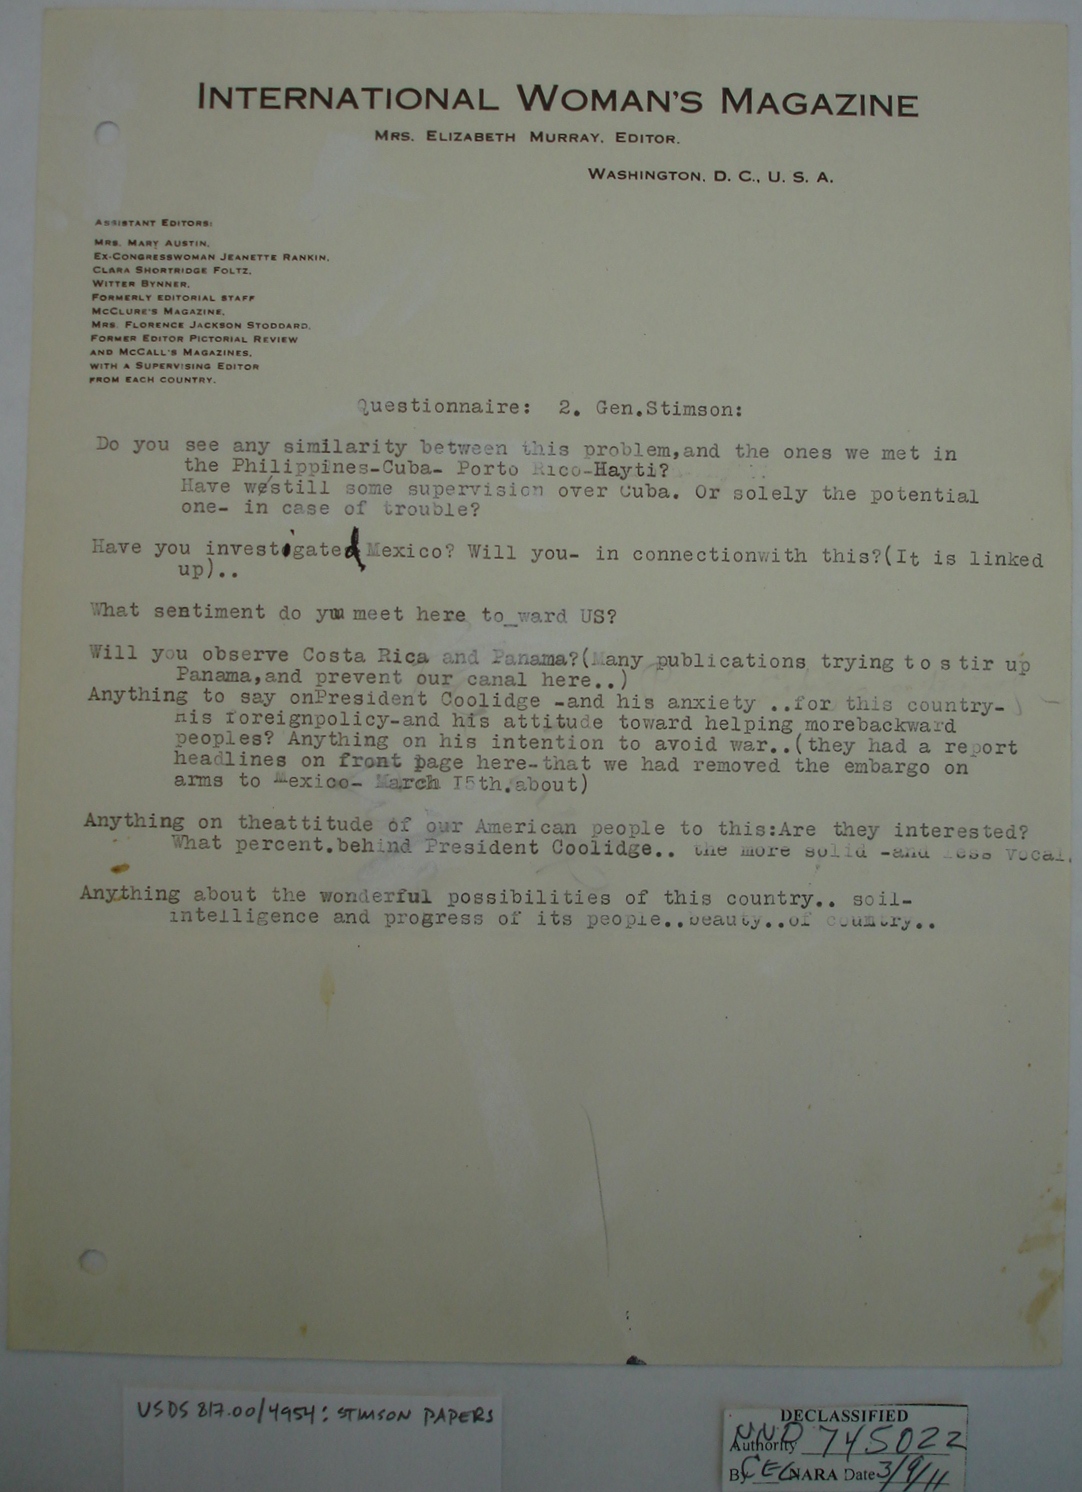 INTERNATIONAL WOMAN'S MAGAZINE
MRS. ELIZABETH MURRAY, EDITOR.
WASHINGTON, D. C., U. S. A.
ASSISTANT EDITORS:
MRS. MARY AUSTIN,
EX-CONGRESSWOMAN JEANETTE RANKIN,
CLARA SHORTRIDGE FOLTZ,
WITTER BYNNER,
FORMERLY EDITORIAL STAFF
MCCLURE'S MAGAZINE,
MRS. FLORENCE JACKSON STODDARD,
FORMER EDITOR PICTORIAL REVIEW
AND MCCALL'S MAGAZINES,
WITH A SUPERVISING EDITOR
FROM EACH COUNTRY.
Questionnaire: 2. Gen.Stimson:
Do you see any similarity between this problem,and the ones we met in
the Philippines-Cuba- Porto Rico-Hayti?
Have we still some supervision over Cuba. Or solely the potential
one- in case of trouble?
Have you investigated Mexico? Will you- in connectionwith this?(It is linked
up)..
What sentiment do you meet here to_ward US?
Will you observe Costa Rica and Panama?(Many publications trying to stir up
Panama,and prevent our canal here..)
Anything to say onPresident Coolidge -and his anxiety ..for this country-
his foreignpolicy-and his attitude toward helping morebackward
peoples? Anything on his intention to avoid war..(they had a report
headlines on front page here-that we had removed the embargo on
arms to Mexico- March I5th.about)
Anything on theattitude of our American people to this:Are they interested?
What percent.behind President Coolidge.. the more solid -and less vocal.
Anything about the wonderful possibilities of this country.. soil-
intelligence and progress of its people..beauty..of country..
USDS 817.00/4954: STIMSON PAPERS
DECLASSIFIED
Authority NND 745022
By CEL NARA Date 3/9/11